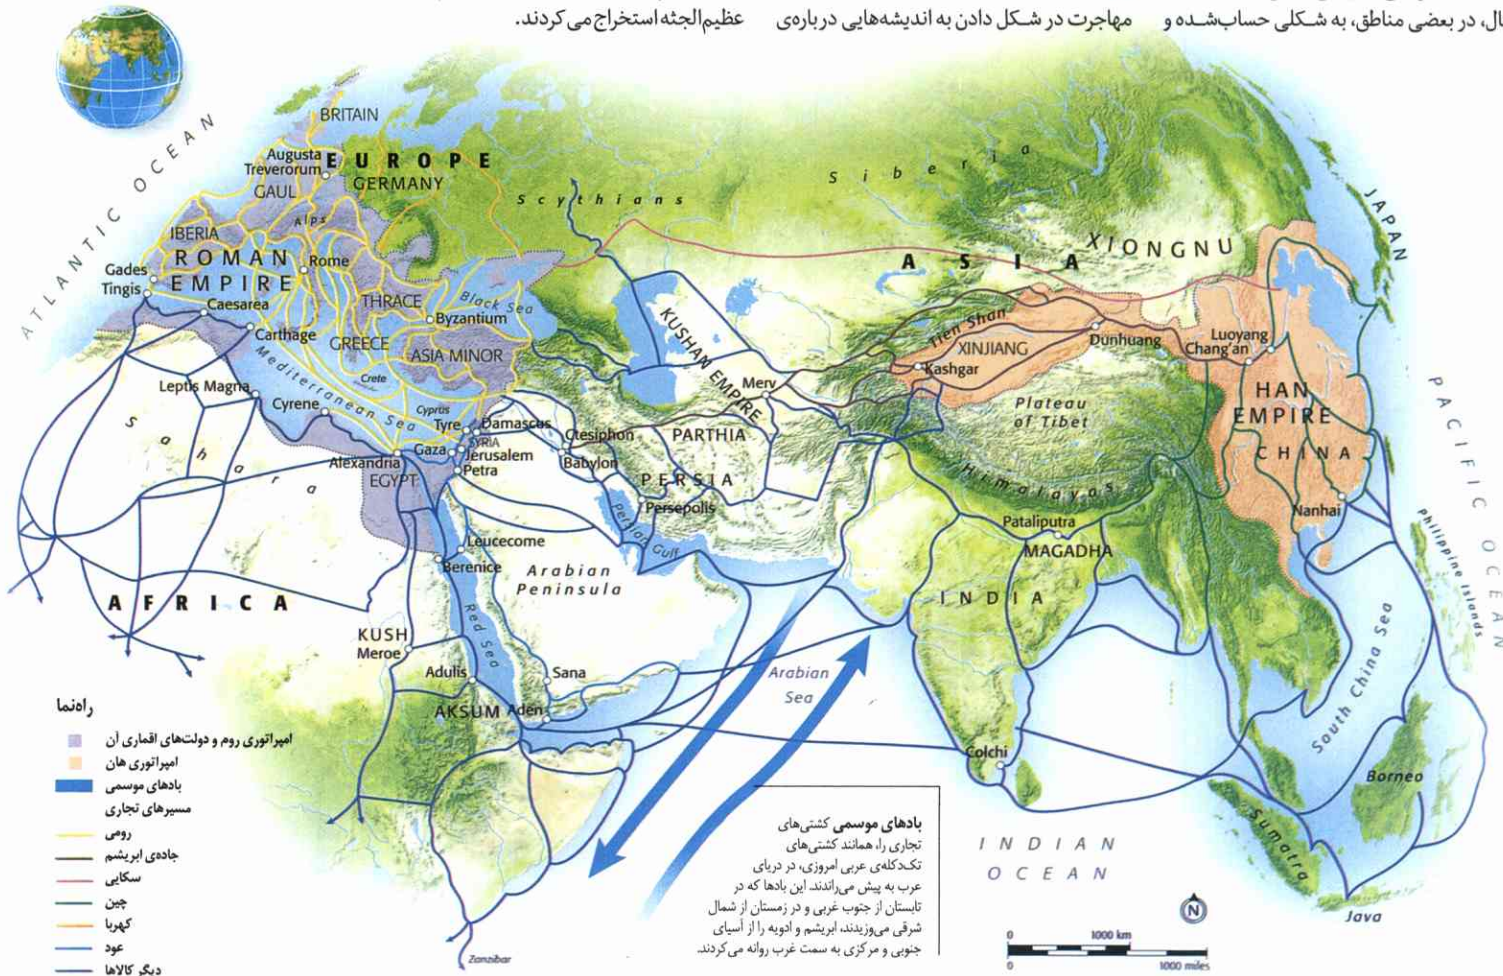 عظیم‌الجثه استخراج می‌کردند.
مهاجرت در شکل دادن به اندیشه‌هایی درباره‌ی
ال، در بعضی مناطق، به شکلی حساب‌شده و
ATLANTIC OCEAN
BRITAIN
EUROPE
Augusta
Treverorum
GAUL
GERMANY
Alps
IBERIA
ROMAN
EMPIRE
Rome
Gades
Tingis
Caesarea
Carthage
THRACE
Black Sea
Byzantium
GREECE
ASIA MINOR
Mediterranean Sea
Crete
Cyprus
Leptis Magna
Cyrene
Tyre
Damascus
SYRIA
Gaza
Jerusalem
Petra
Alexandria
EGYPT
Sahara
AFRICA
Scythians
Siberia
ASIA
XIONGNU
JAPAN
KUSHAN EMPIRE
Merv
Tien Shan
XINJIANG
Kashgar
Dunhuang
Luoyang
Chang'an
HAN
EMPIRE
CHINA
Nanhai
Plateau
of Tibet
Himalayas
Ctesiphon
Babylon
PARTHIA
PERSIA
Persepolis
Persian Gulf
Leucecome
Berenice
Arabian
Peninsula
Red Sea
KUSH
Meroe
Adulis
Sana
AKSUM
Aden
Pataliputra
MAGADHA
INDIA
Arabian
Sea
Colchi
PACIFIC OCEAN
Philippine Islands
South China Sea
Borneo
Sumatra
Java
INDIAN
OCEAN
Zanzibar
راه‌نما
امپراتوری روم و دولت‌های اقماری آن
امپراتوری هان
بادهای موسمی
مسیرهای تجاری
رومی
جاده‌ی ابریشم
سکایی
چین
کهربا
عود
دیگر کالاها
بادهای موسمی کشتی‌های
تجاری را، همانند کشتی‌های
تک‌دکله‌ی عربی امروزی، در دریای
عرب به پیش می‌راندند. این بادها که در
تابستان از جنوب غربی و در زمستان از شمال
شرقی می‌وزیدند، ابریشم و ادویه را از آسیای
جنوبی و مرکزی به سمت غرب روانه می‌کردند.
N
0 1000 km
0 1000 miles